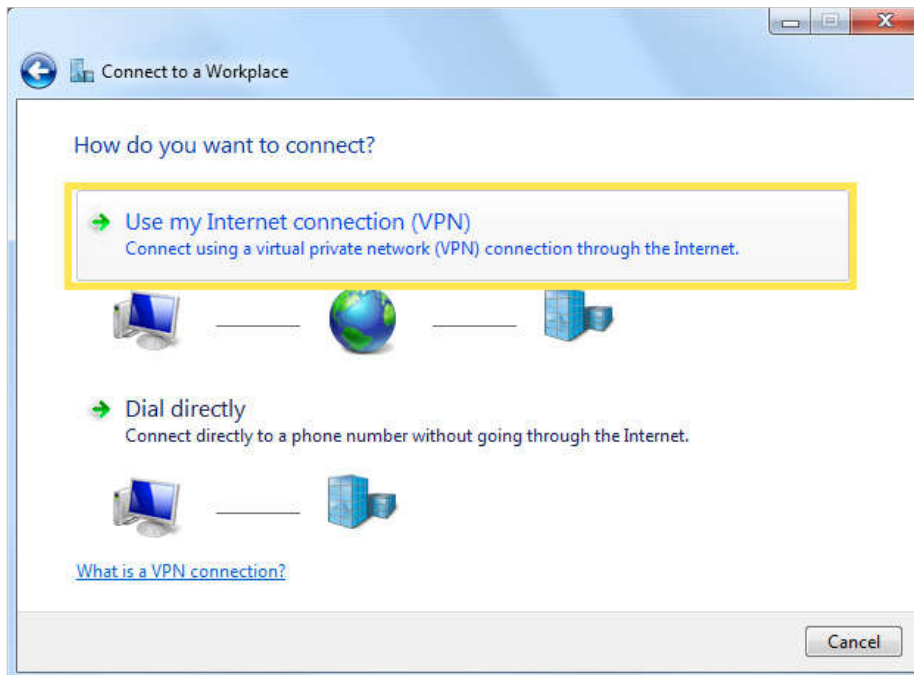 Connect to a Workplace
How do you want to connect?
Use my Internet connection (VPN)
Connect using a virtual private network (VPN) connection through the Internet.
Dial directly
Connect directly to a phone number without going through the Internet.
What is a VPN connection?
Cancel